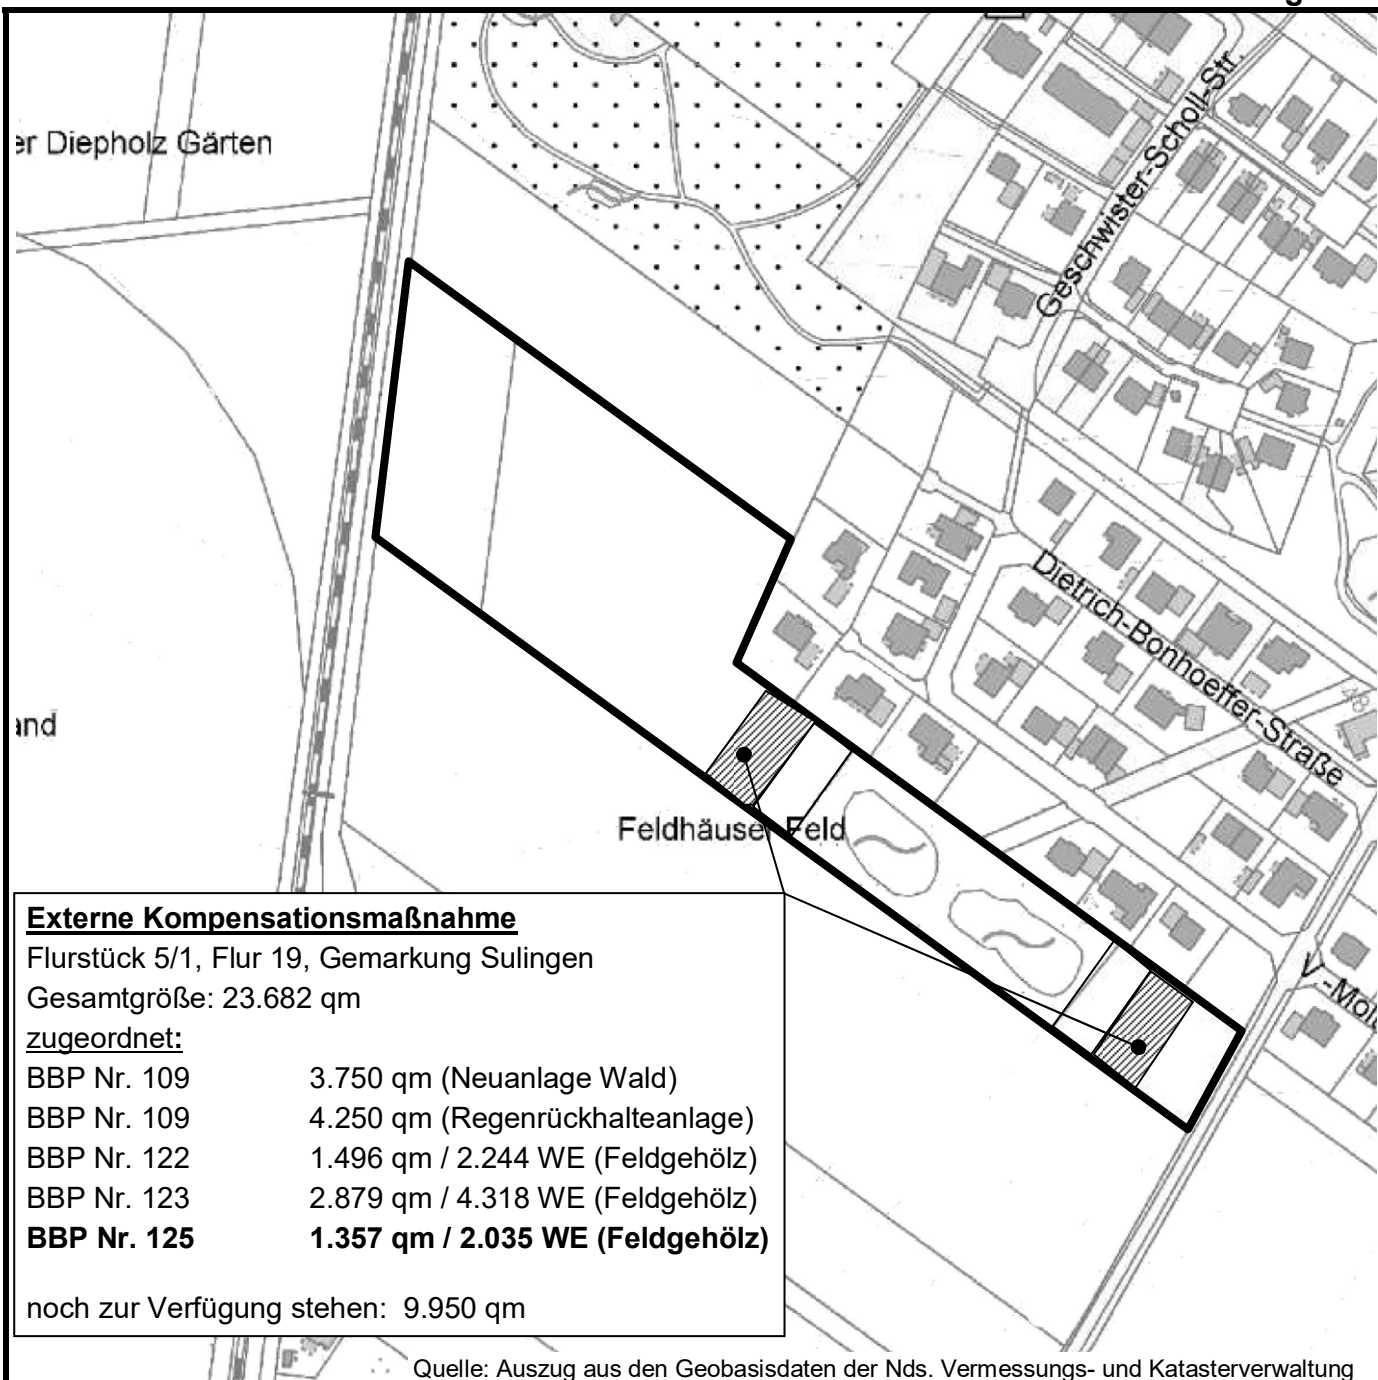 er Diepholz Gärten
Geschwister-Scholl-Str.
Dietrich-Bonhoeffer-Straße
48
and
Feldhäuser Feld
V.-Molt
Externe Kompensationsmaßnahme
Flurstück 5/1, Flur 19, Gemarkung Sulingen
Gesamtgröße: 23.682 qm
zugeordnet:
BBP Nr. 109 3.750 qm (Neuanlage Wald)
BBP Nr. 109 4.250 qm (Regenrückhalteanlage)
BBP Nr. 122 1.496 qm / 2.244 WE (Feldgehölz)
BBP Nr. 123 2.879 qm / 4.318 WE (Feldgehölz)
BBP Nr. 125 1.357 qm / 2.035 WE (Feldgehölz)
noch zur Verfügung stehen: 9.950 qm
Quelle: Auszug aus den Geobasisdaten der Nds. Vermessungs- und Katasterverwaltung